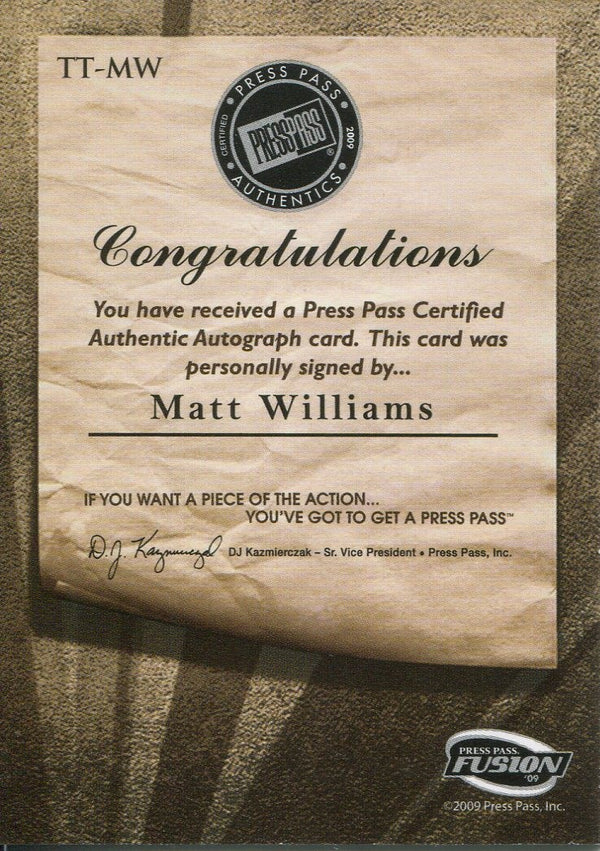 TT-MW
PRESS PASS
CERTIFIED
PRESS PASS
®
2009
AUTHENTICS
Congratulations
You have received a Press Pass Certified
Authentic Autograph card. This card was
personally signed by...
Matt Williams
IF YOU WANT A PIECE OF THE ACTION...
YOU'VE GOT TO GET A PRESS PASS™
D.J. Kazmierczak DJ Kazmierczak – Sr. Vice President • Press Pass, Inc.
PRESS PASS
FUSION
'09
©2009 Press Pass, Inc.